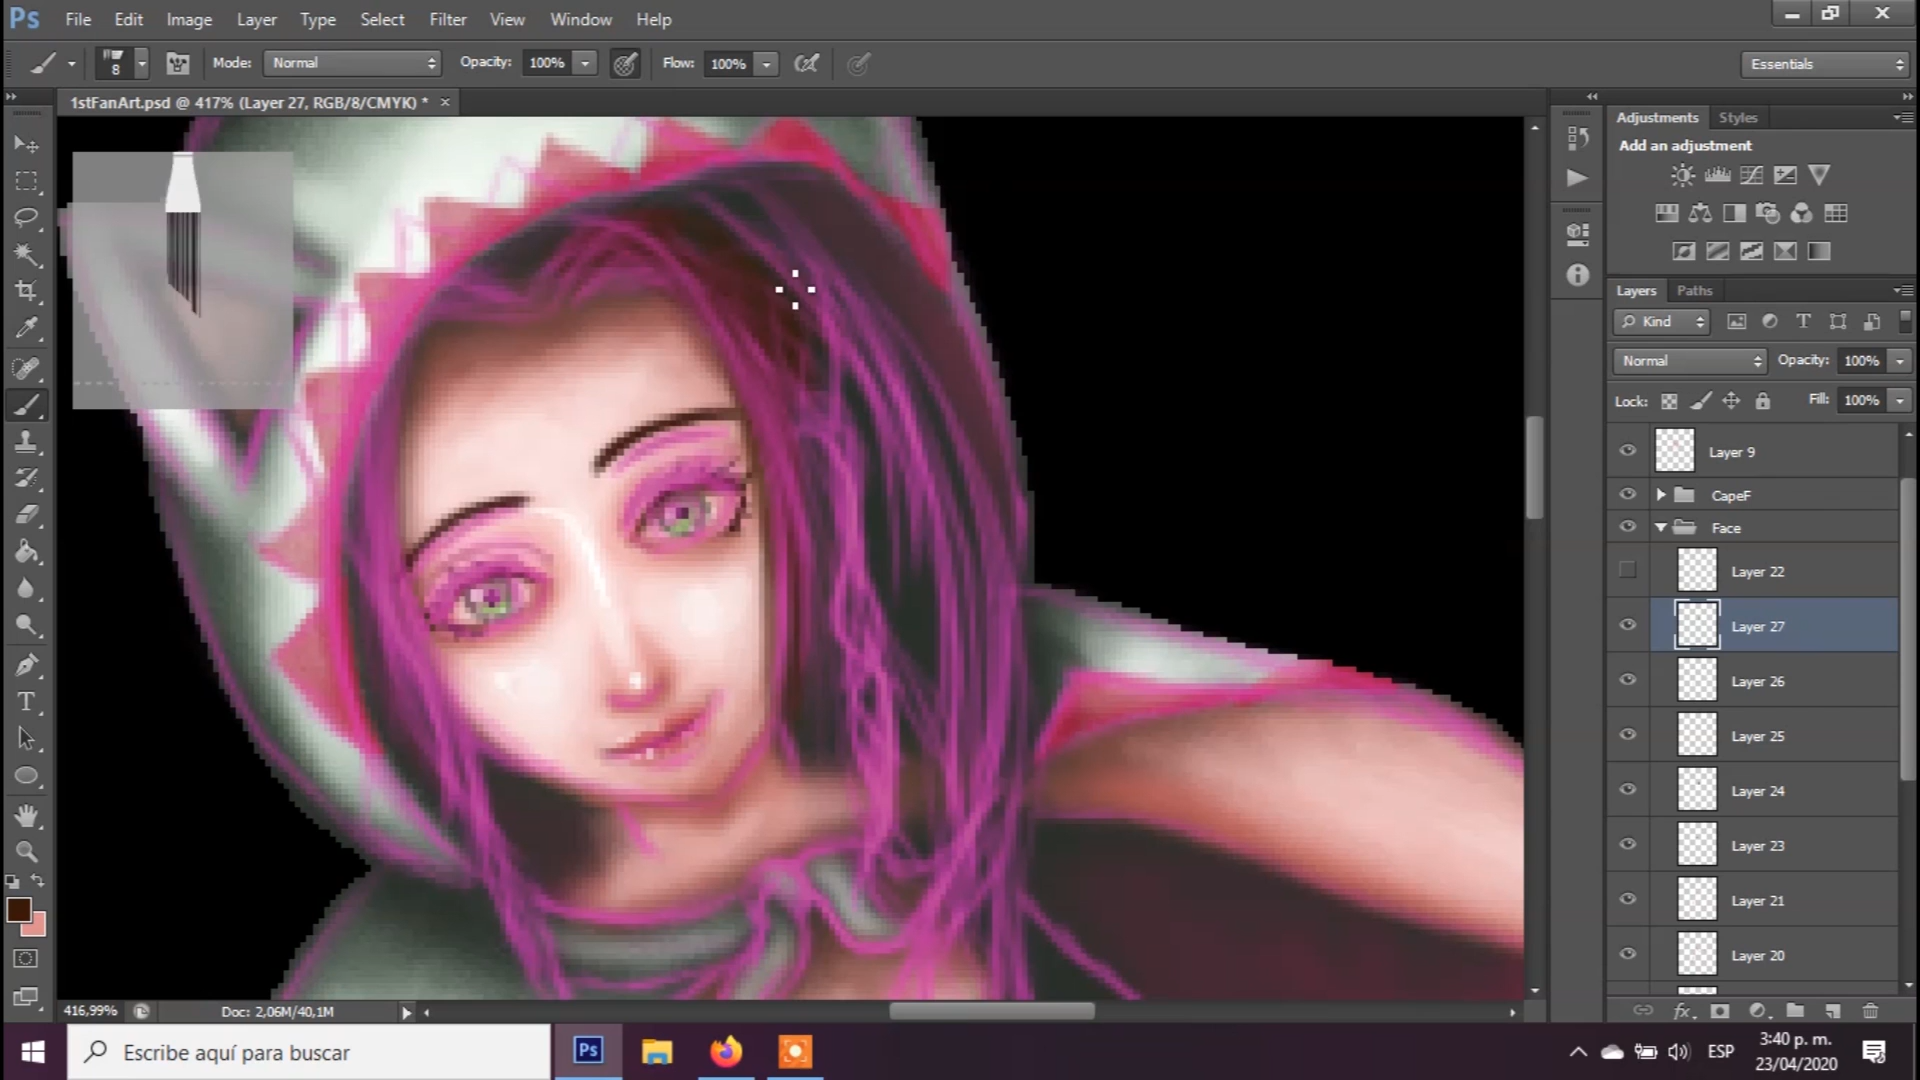 Ps File Edit Image Layer Type Select Filter View Window Help
8 Mode: Normal Opacity: 100% Flow: 100% Essentials
1stFanArt.psd @ 417% (Layer 27, RGB/8/CMYK) *
Adjustments Styles
Add an adjustment
Layers Paths
Kind
Normal Opacity: 100%
Lock: Fill: 100%
Layer 9
CapeF
Face
Layer 22
Layer 27
Layer 26
Layer 25
Layer 24
Layer 23
Layer 21
Layer 20
416,99% Doc: 2,06M/40,1M
Escribe aquí para buscar
Ps
ESP
3:40 p. m.
23/04/2020